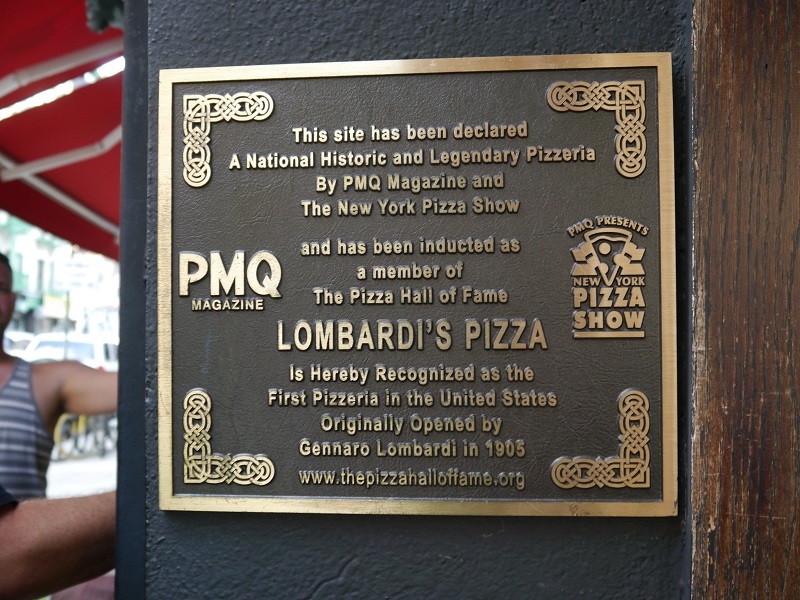 This site has been declared
A National Historic and Legendary Pizzeria
By PMQ Magazine and
The New York Pizza Show
and has been inducted as
a member of
The Pizza Hall of Fame
LOMBARDI'S PIZZA
Is Hereby Recognized as the
First Pizzeria in the United States
Originally Opened by
Gennaro Lombardi in 1905
www.thepizzahalloffame.org
PMQ
MAGAZINE
PMQ PRESENTS
NEW YORK
PIZZA
SHOW